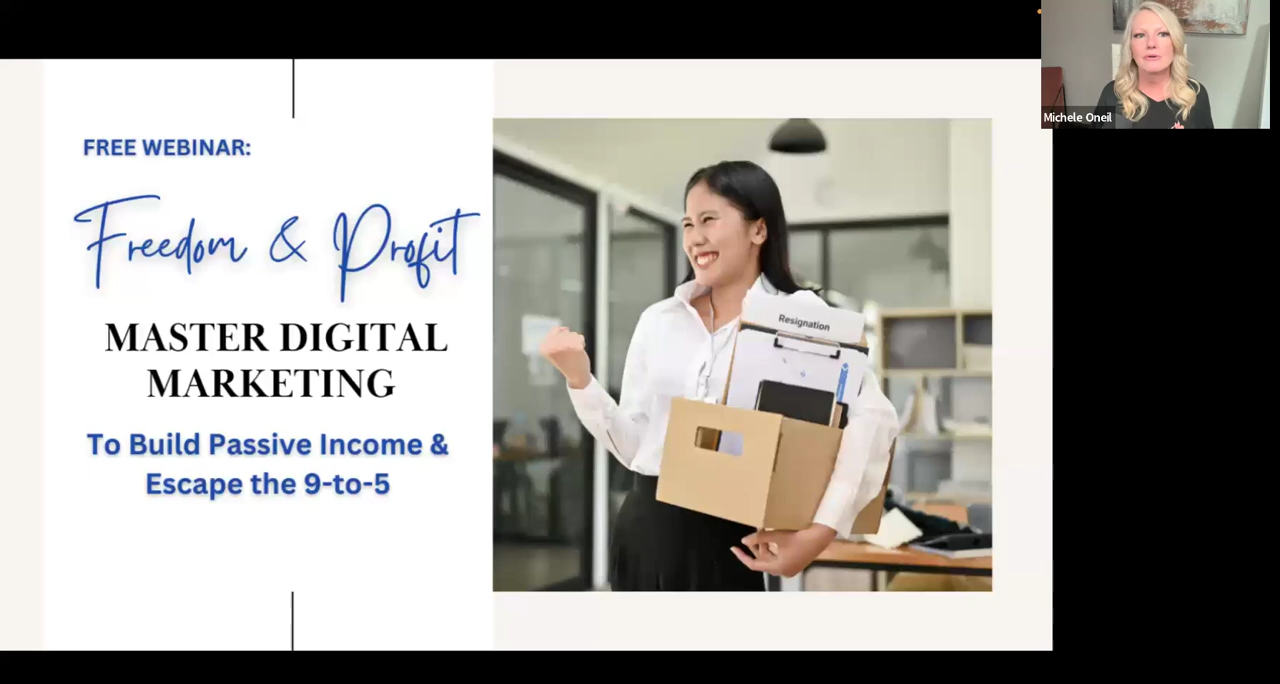 FREE WEBINAR:
Freedom & Profit
MASTER DIGITAL
MARKETING
To Build Passive Income &
Escape the 9-to-5
Resignation
Michele Oneil